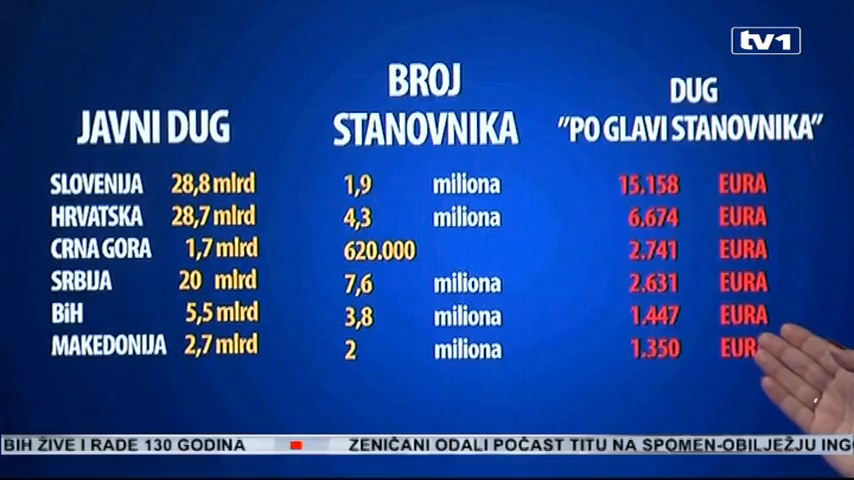 tv1
JAVNI DUG
BROJ
STANOVNIKA
DUG
"PO GLAVI STANOVNIKA"
SLOVENIJA 28,8 mlrd 1,9 miliona 15.158 EURA
HRVATSKA 28,7 mlrd 4,3 miliona 6.674 EURA
CRNA GORA 1,7 mlrd 620.000 2.741 EURA
SRBIJA 20 mlrd 7,6 miliona 2.631 EURA
BiH 5,5 mlrd 3,8 miliona 1.447 EURA
MAKEDONIJA 2,7 mlrd 2 miliona 1.350 EUR
BIH ŽIVE I RADE 130 GODINA ZENIČANI ODALI POČAST TITU NA SPOMEN-OBILJEŽJU ING